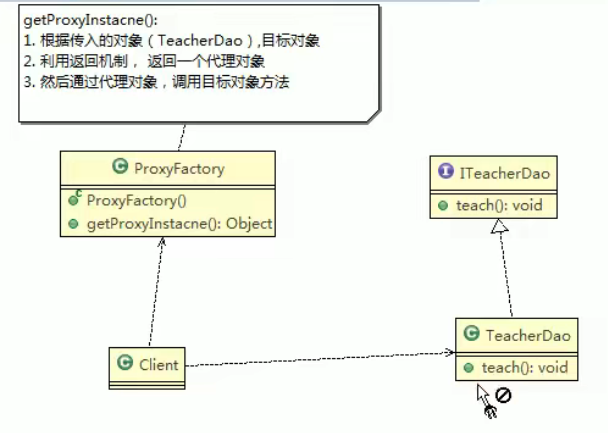 getProxyInstacne():
1. 根据传入的对象（TeacherDao）,目标对象
2. 利用返回机制， 返回一个代理对象
3. 然后通过代理对象，调用目标对象方法
C ProxyFactory
C ProxyFactory()
getProxyInstacne(): Object
I ITeacherDao
teach(): void
C TeacherDao
teach(): void
C Client